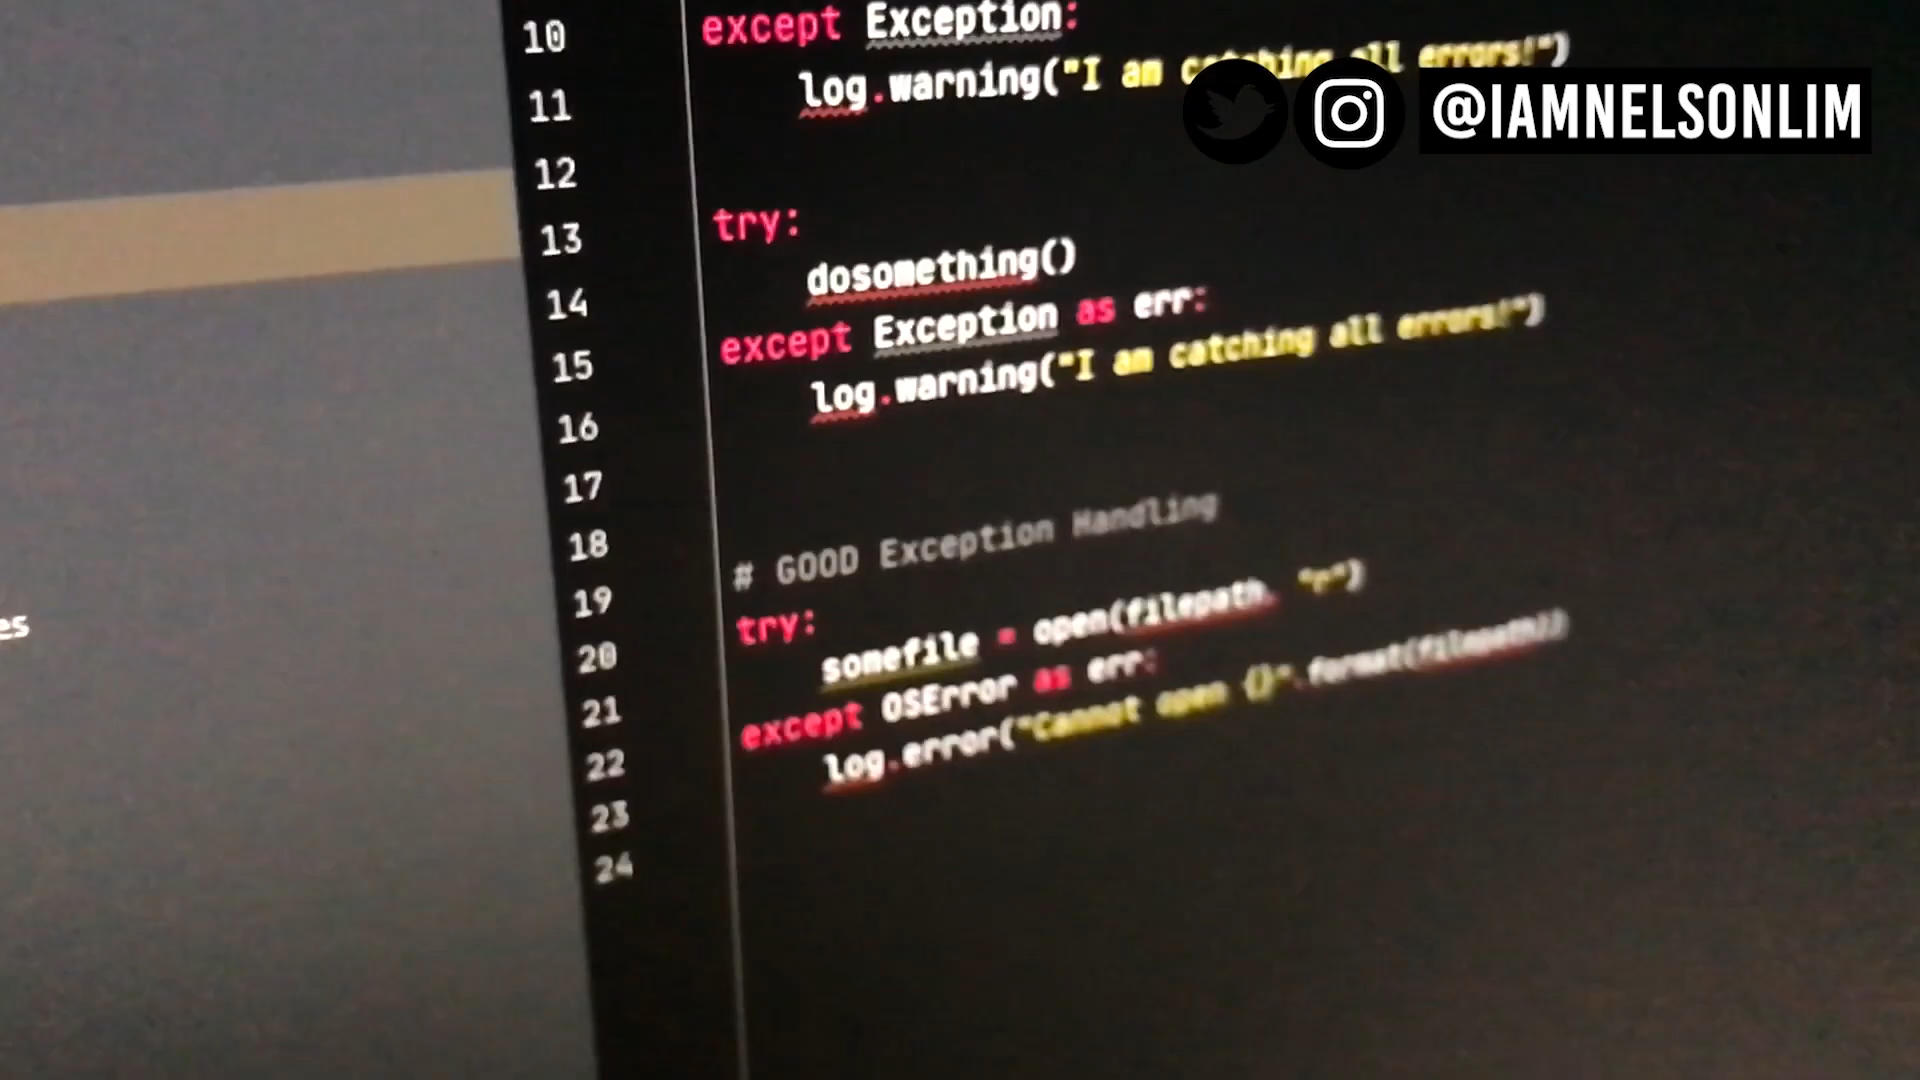 10 except Exception:
11 log.warning("I am catching all errors!")
@IAMNELSONLIM
12
13 try:
14 dosomething()
15 except Exception as err:
16 log.warning("I am catching all errors!")
17
18
19 # GOOD Exception Handling
20 try:
21 somefile = open(filepath, "r")
22 except OSError as err:
23 log.error("Cannot open {}".format(filepath))
24
es